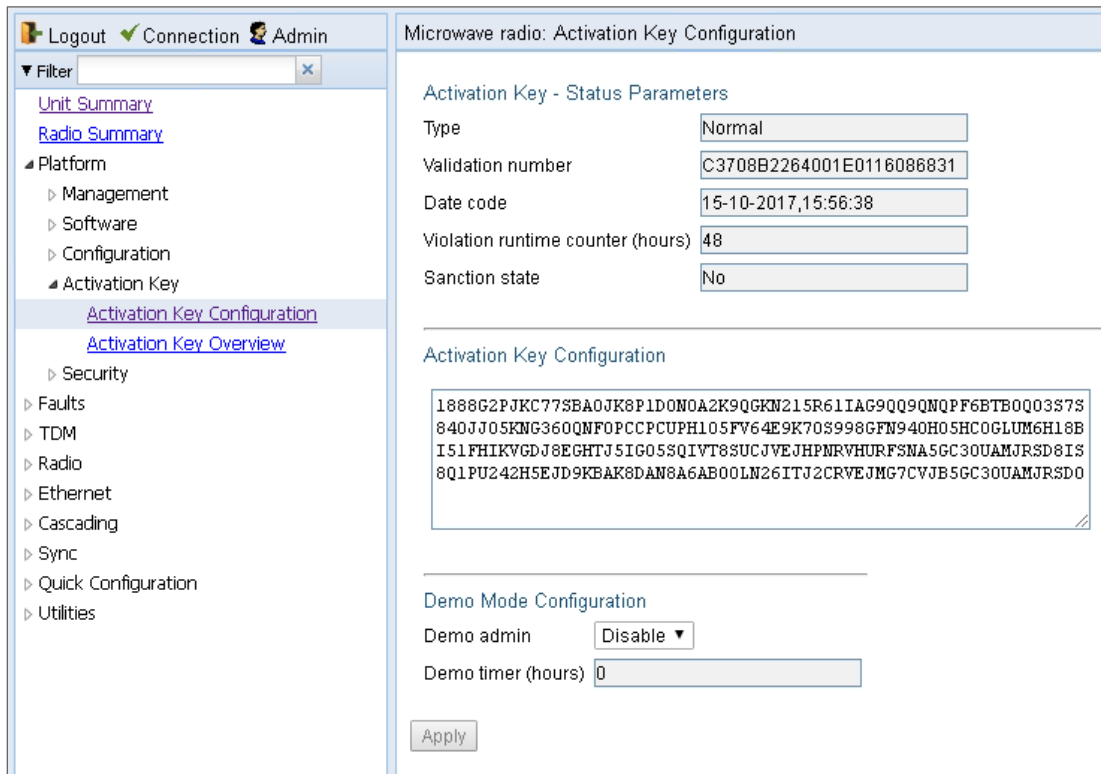 Logout Connection Admin
Filter
Unit Summary
Radio Summary
Platform
Management
Software
Configuration
Activation Key
Activation Key Configuration
Activation Key Overview
Security
Faults
TDM
Radio
Ethernet
Cascading
Sync
Quick Configuration
Utilities
Microwave radio: Activation Key Configuration
Activation Key - Status Parameters
Type Normal
Validation number C3708B2264001E0116086831
Date code 15-10-2017,15:56:38
Violation runtime counter (hours) 48
Sanction state No
Activation Key Configuration
1888G2PJKC77SBA0JK8P1D0N0A2K9QGKN215R61IAG9QQ9QNQPF6BTB0Q03S7S
840JJ05KNG360QNF0PCCPCUPH105FV64E9K70S998GFN940H05HC0GLUM6H18B
I51FHIKVGDJ8EGHTJ5IG05SQIVT8SUCJVEJHPNRVHURFSNA5GC30UAMJRSD8IS
8Q1PU242H5EJD9KBAK8DAN8A6AB00LN26ITJ2CRVEJMG7CVJB5GC30UAMJRSD0
Demo Mode Configuration
Demo admin Disable
Demo timer (hours) 0
Apply